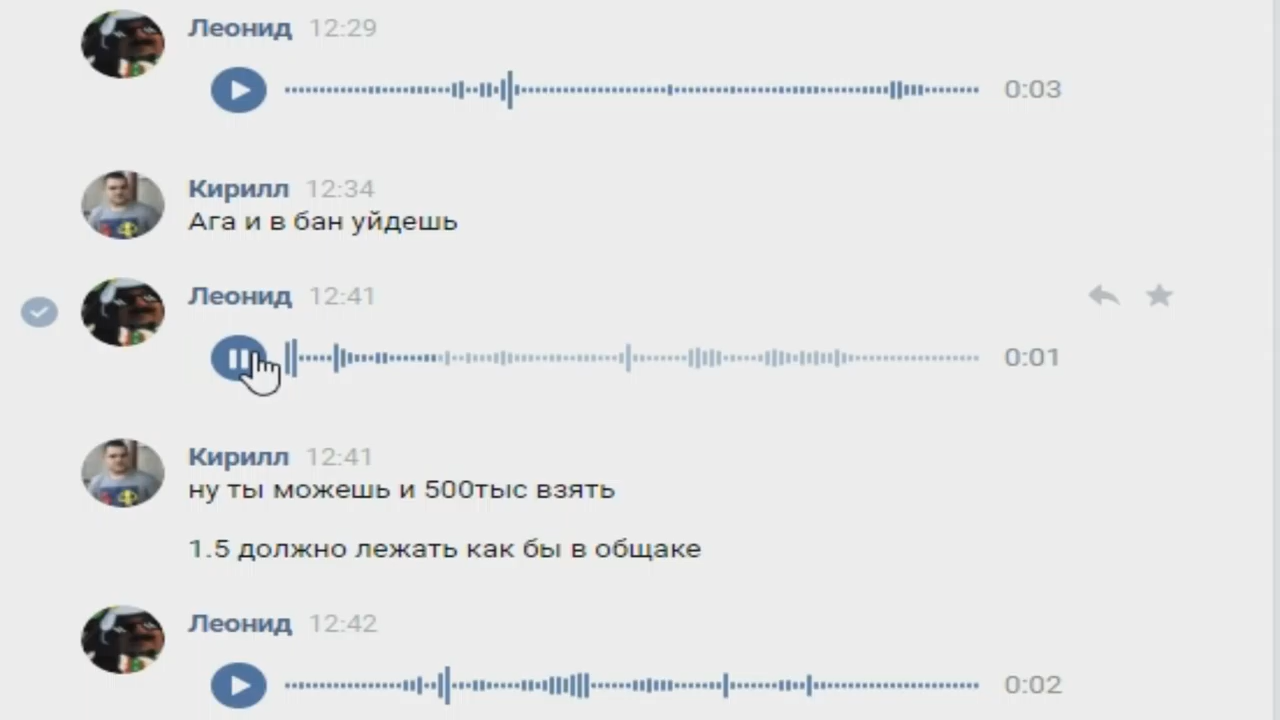 Леонид 12:29
0:03
Кирилл 12:34
Ага и в бан уйдешь
Леонид 12:41
0:01
Кирилл 12:41
ну ты можешь и 500тыс взять
1.5 должно лежать как бы в общаке
Леонид 12:42
0:02